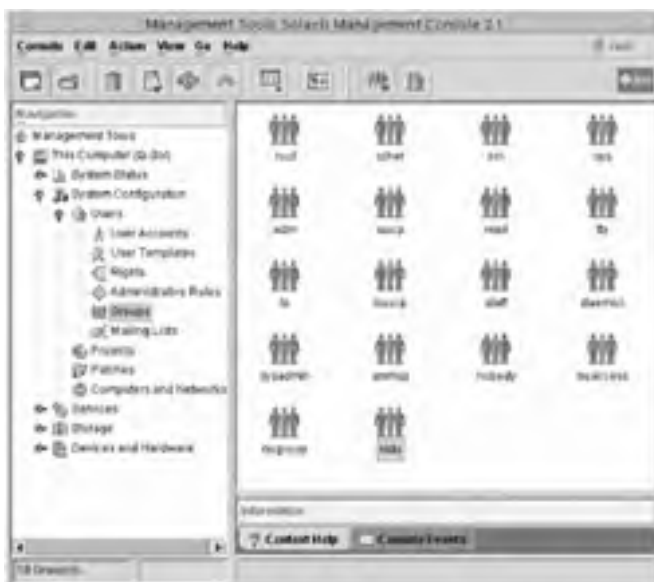 Management Tools: Solaris Management Console 2.1
Console Edit Action View Go Help
Navigation
Management Tools
This Computer
System Status
System Configuration
Users
User Accounts
User Templates
Rights
Administrative Roles
Groups
Mailing Lists
Projects
Patches
Computers and Networks
Services
Storage
Devices and Hardware
root other bin sys
adm uucp mail tty
lp nuucp staff daemon
sysadmin nobody noaccess
nogroup
Information
Context Help Console Events
18 Group(s)